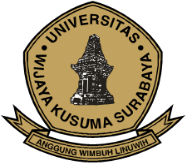 • UNIVERSITAS •
WIJAYA KUSUMA SURABAYA
ANGGUNG WIMBUH LINUWIH